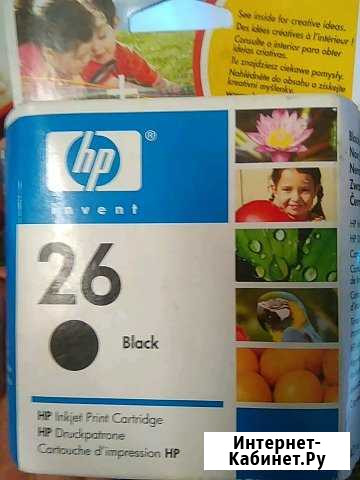 See inside for creative ideas.
Des idées créatives à l'intérieur !
Consulte o interior para obter
ideias criativas.
Tu znajdziesz ciekawe pomysły.
Nahlédněte do obsahu a získejte
kreativní myšlenky.
hp ®
invent
26
Black
HP Inkjet Print Cartridge
HP Druckpatrone
Cartouche d'impression HP
Интернет-
Кабинет.Ру